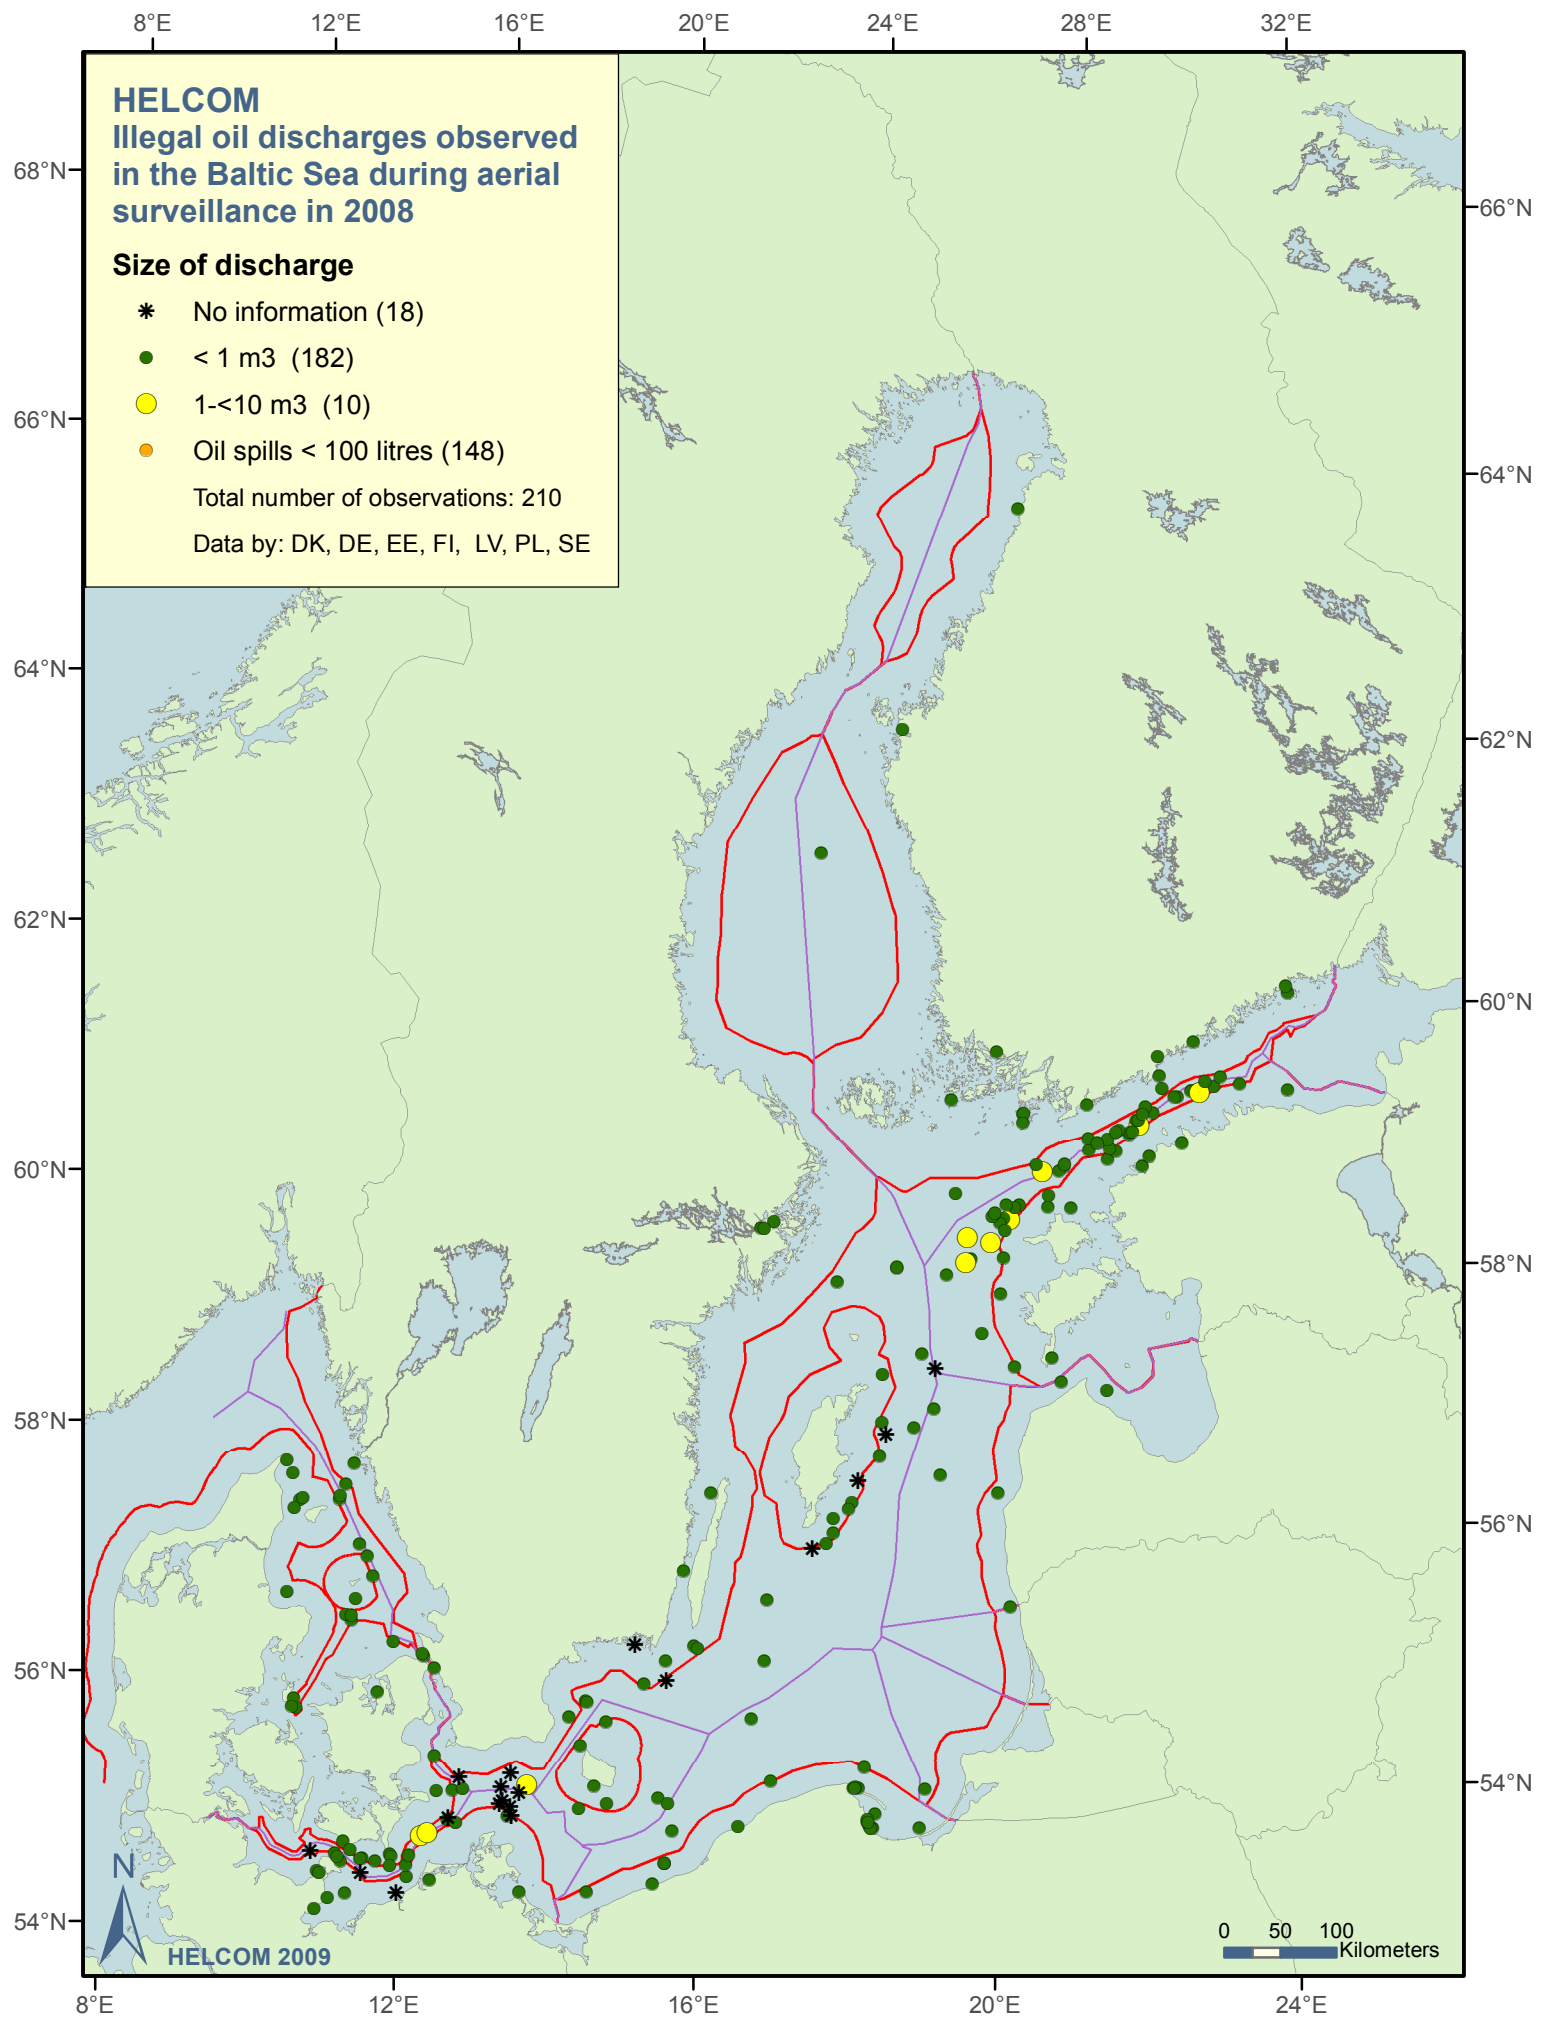 8°E 12°E 16°E 20°E 24°E 28°E 32°E
HELCOM
Illegal oil discharges observed
in the Baltic Sea during aerial
surveillance in 2008
Size of discharge
No information (18)
< 1 m3 (182)
1-<10 m3 (10)
Oil spills < 100 litres (148)
Total number of observations: 210
Data by: DK, DE, EE, FI, LV, PL, SE
68°N
66°N
64°N
62°N
60°N
58°N
56°N
54°N
66°N
64°N
62°N
60°N
58°N
56°N
54°N
N
HELCOM 2009
0 50 100
Kilometers
8°E 12°E 16°E 20°E 24°E